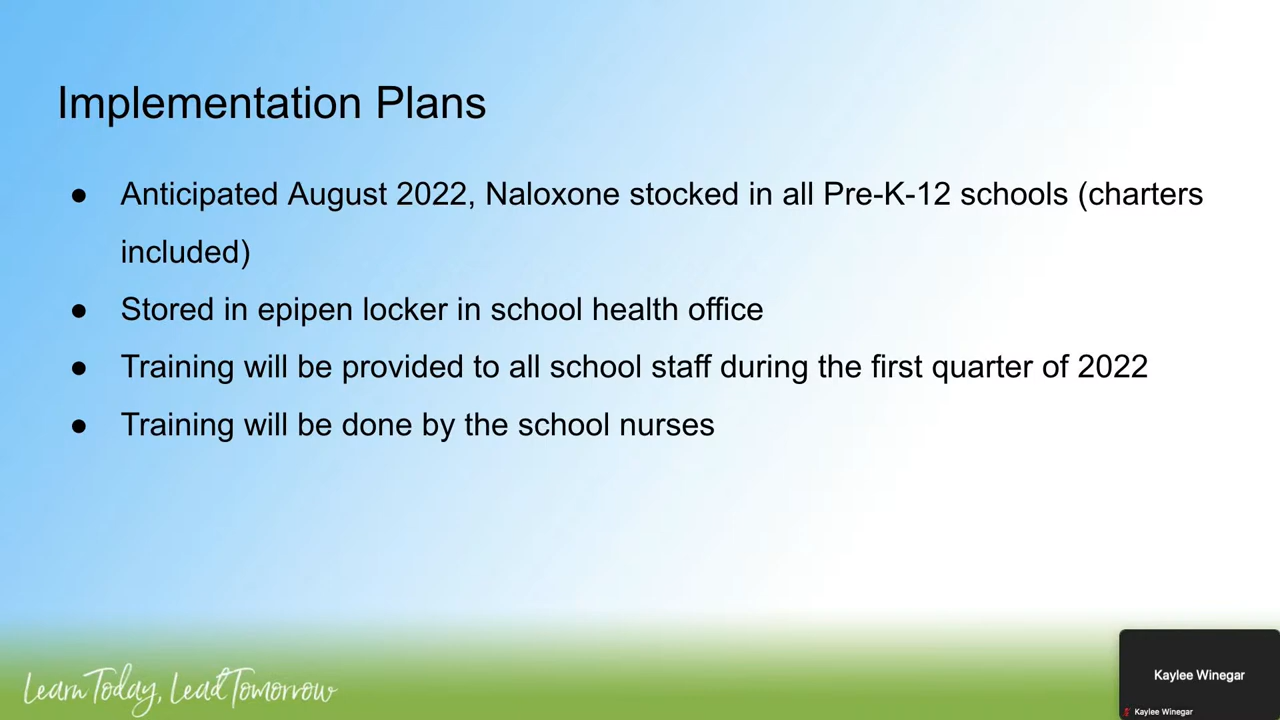 Implementation Plans
● Anticipated August 2022, Naloxone stocked in all Pre-K-12 schools (charters
included)
● Stored in epipen locker in school health office
● Training will be provided to all school staff during the first quarter of 2022
● Training will be done by the school nurses
Learn Today, Lead Tomorrow
Kaylee Winegar
Kaylee Winegar